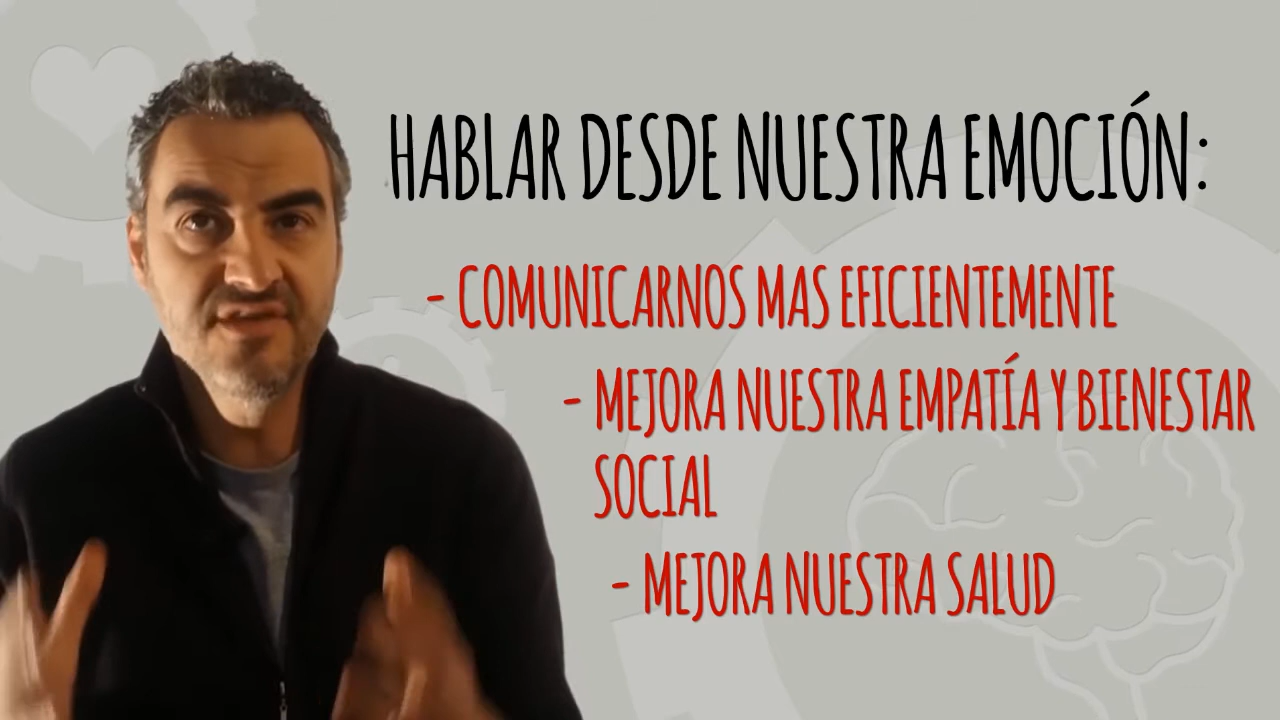 HABLAR DESDE NUESTRA EMOCIÓN:
- COMUNICARNOS MAS EFICIENTEMENTE
- MEJORA NUESTRA EMPATÍA Y BIENESTAR
SOCIAL
- MEJORA NUESTRA SALUD